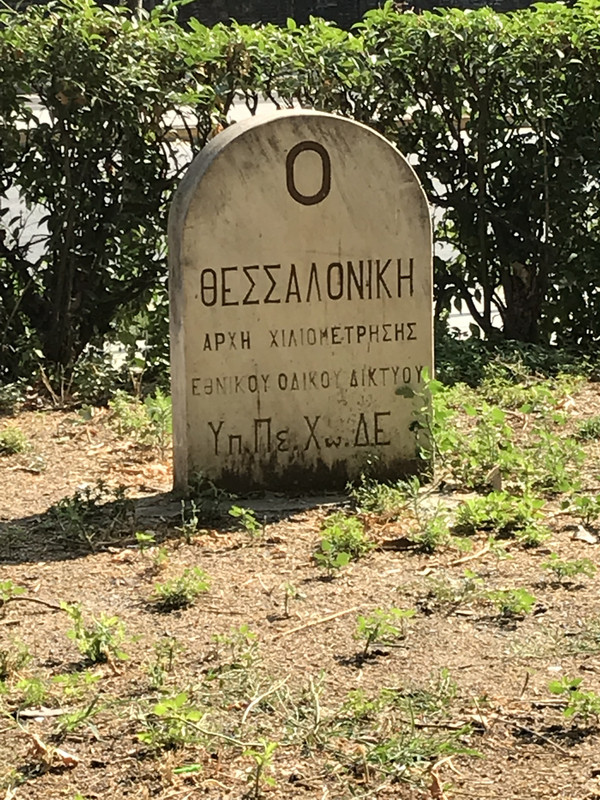 0
ΘΕΣΣΑΛΟΝΙΚΗ
ΑΡΧΗ ΧΙΛΙΟΜΕΤΡΗΣΗΣ
ΕΘΝΙΚΟΥ ΟΔΙΚΟΥ ΔΙΚΤΥΟΥ
Υπ.Πε.Χω.ΔΕ